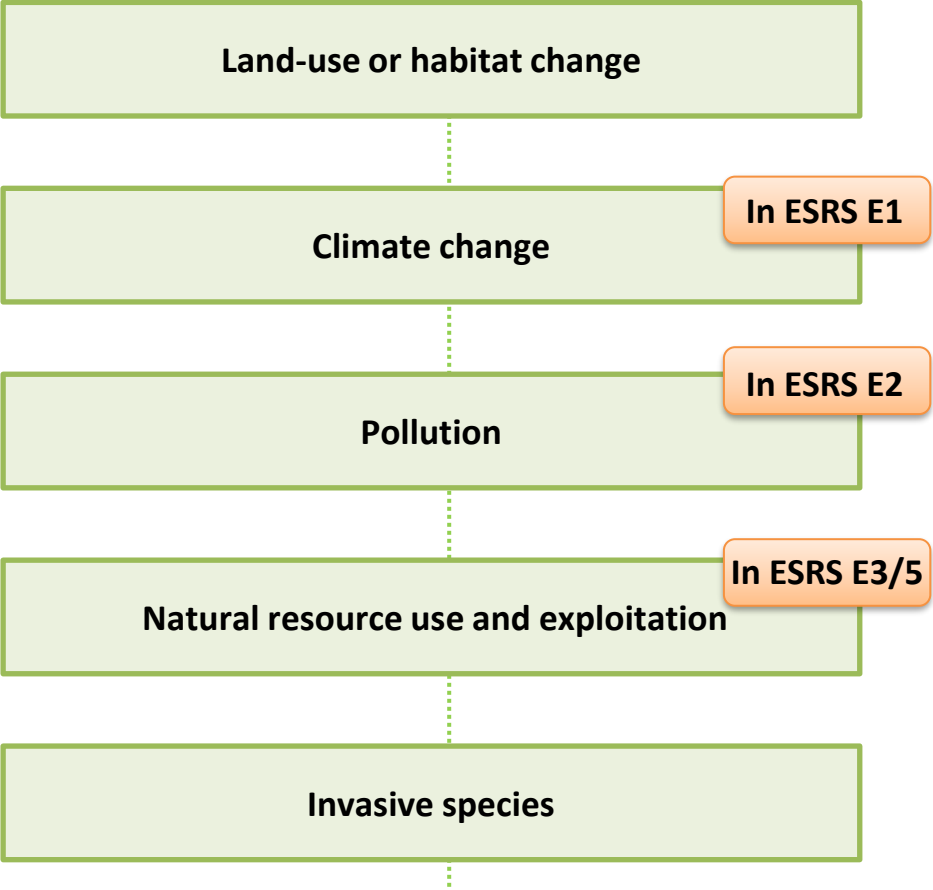 Land-use or habitat change
In ESRS E1
Climate change
In ESRS E2
Pollution
In ESRS E3/5
Natural resource use and exploitation
Invasive species